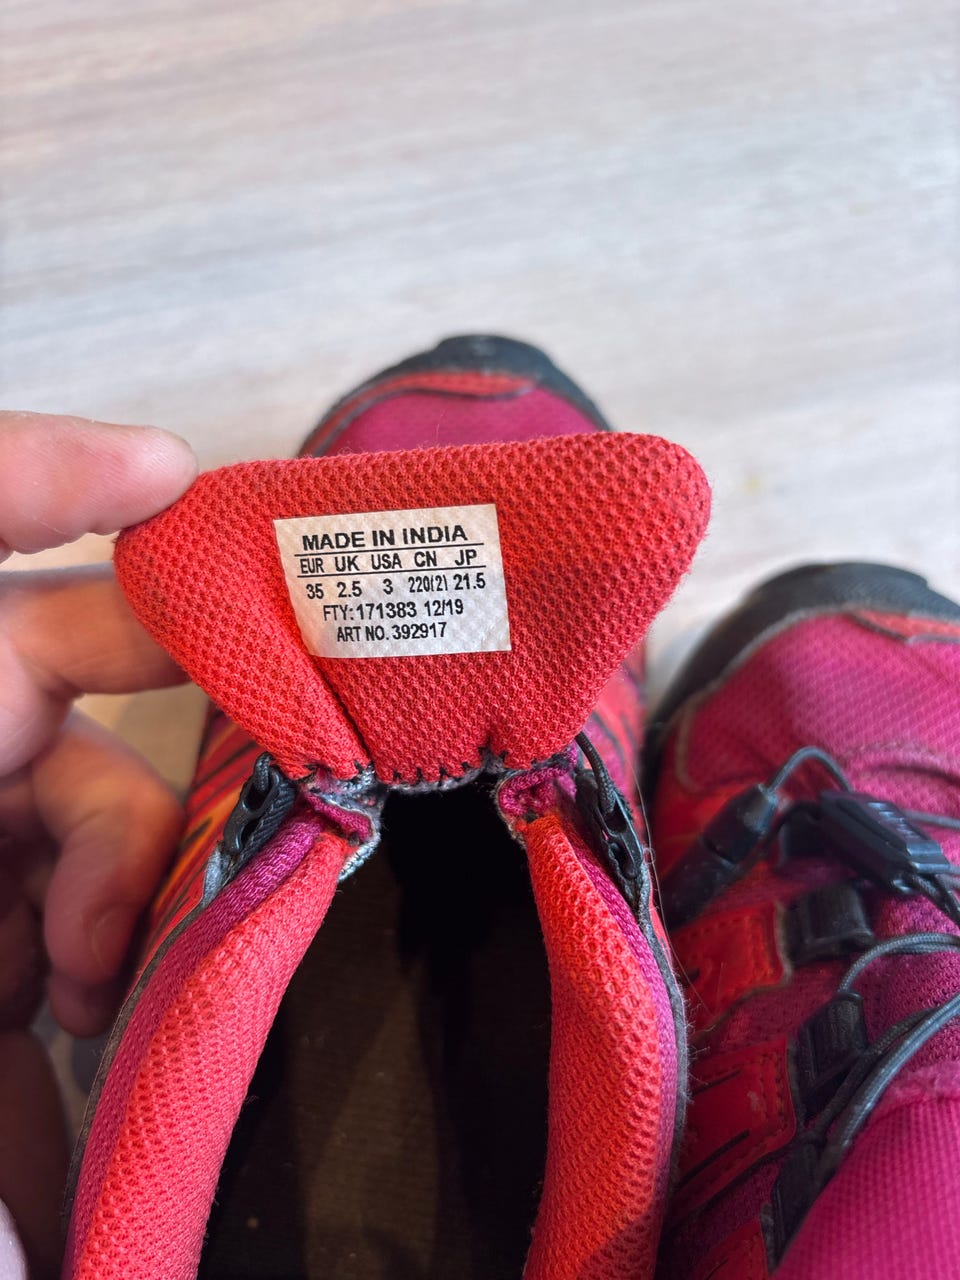 MADE IN INDIA
EUR UK USA CN JP
35 2.5 3 220(2) 21.5
FTY: 171383 12/19
ART NO. 392917